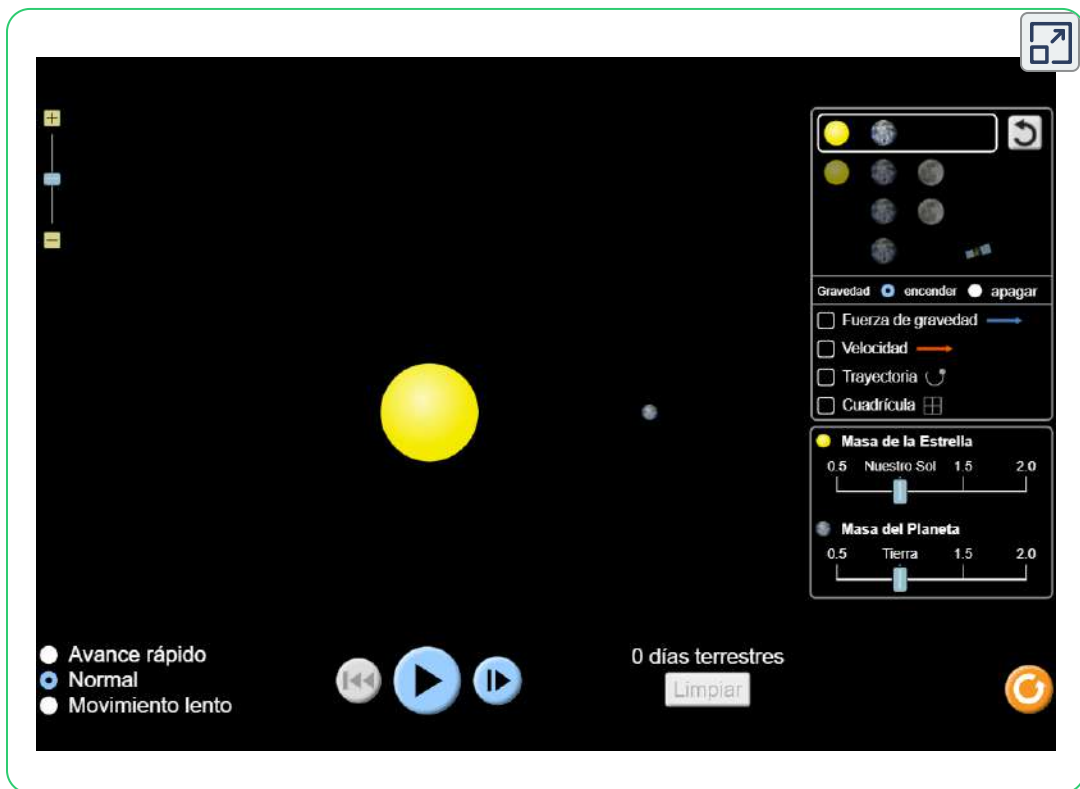 Gravedad encender apagar
Fuerza de gravedad
Velocidad
Trayectoria
Cuadrícula
Masa de la Estrella
0.5 Nuestro Sol 1.5 2.0
Masa del Planeta
0.5 Tierra 1.5 2.0
Avance rápido
Normal
Movimiento lento
0 días terrestres
Limpiar